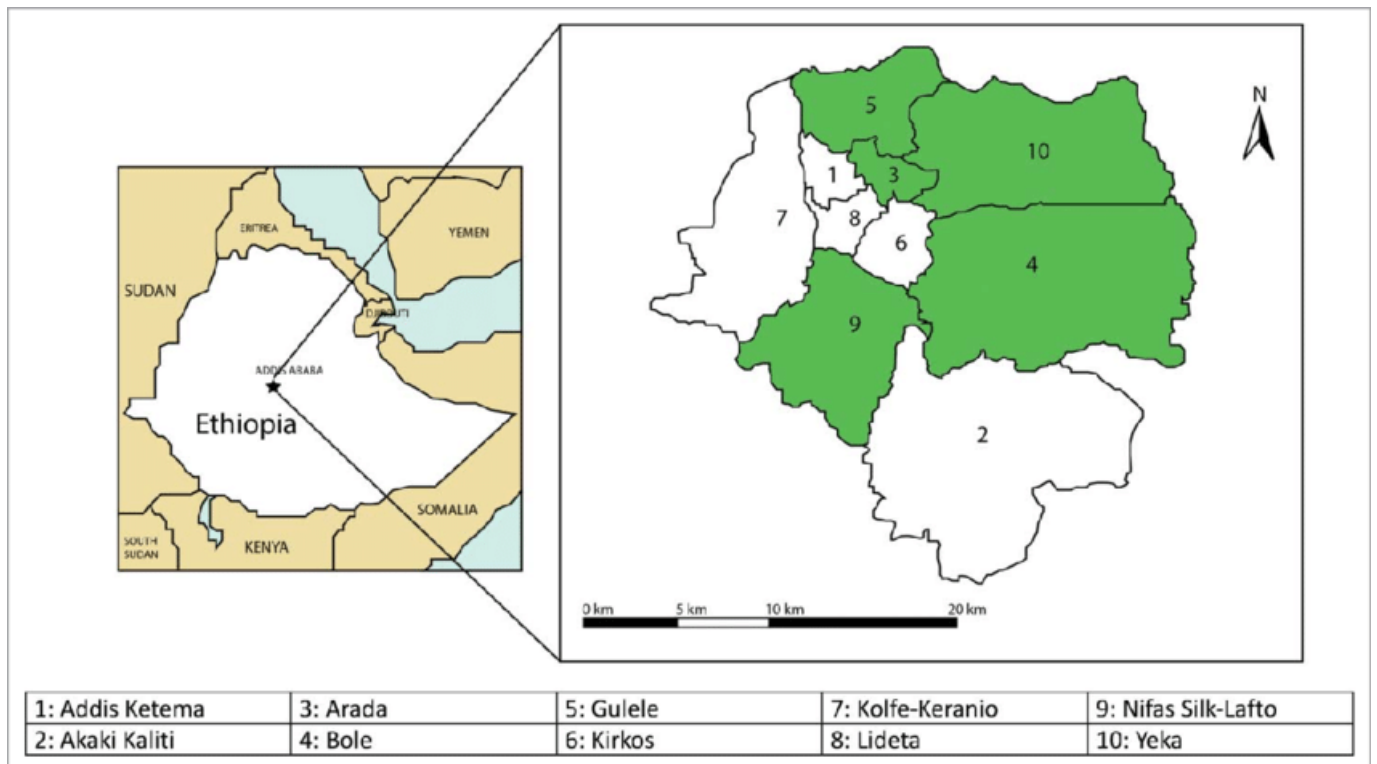 ERITREA
YEMEN
SUDAN
DJIBOUTI
ADDIS ABABA
Ethiopia
SOMALIA
SOUTH
SUDAN
KENYA
N
5
10
3
1
7
8
6
4
9
2
0 km 5 km 10 km 20 km
1: Addis Ketema 3: Arada 5: Gulele 7: Kolfe-Keranio 9: Nifas Silk-Lafto
2: Akaki Kaliti 4: Bole 6: Kirkos 8: Lideta 10: Yeka